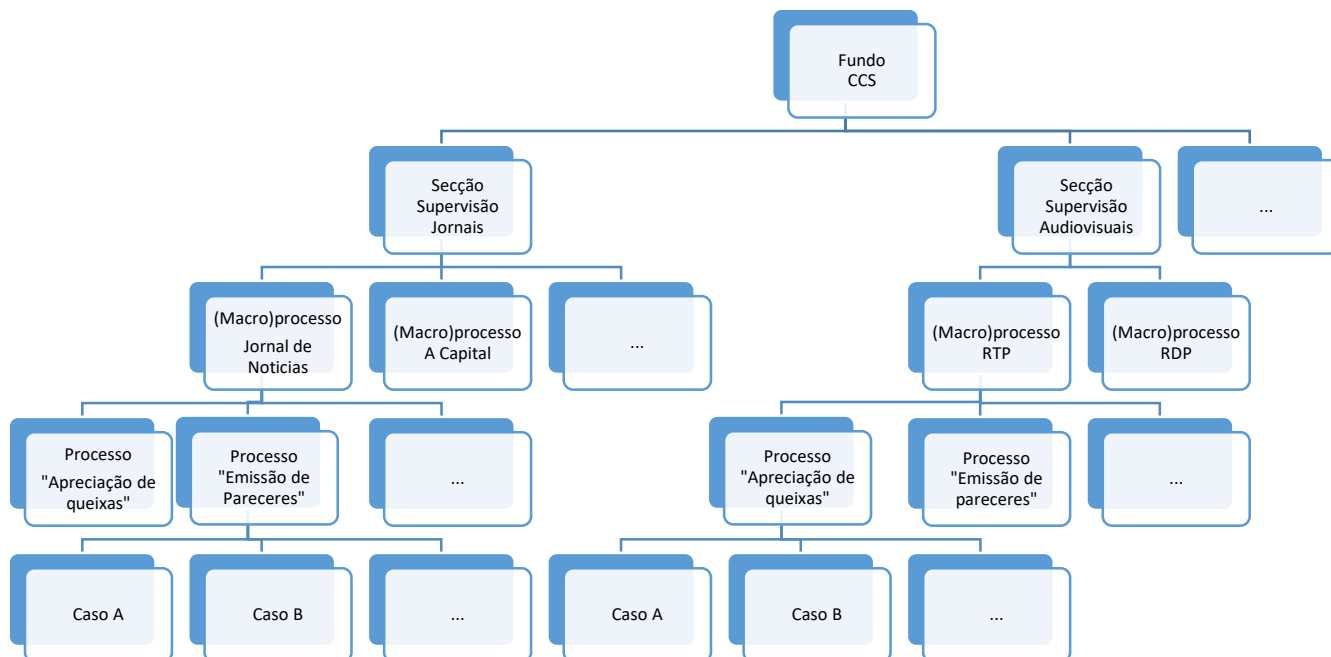 Fundo
CCS
Secção
Supervisão
Jornais
Secção
Supervisão
Audiovisuais
...
(Macro)processo
Jornal de
Noticias
(Macro)processo
A Capital
...
(Macro)processo
RTP
(Macro)processo
RDP
Processo
"Apreciação de
queixas"
Processo
"Emissão de
Pareceres"
...
Processo
"Apreciação de
queixas"
Processo
"Emissão de
pareceres"
...
Caso A
Caso B
...
Caso A
Caso B
...